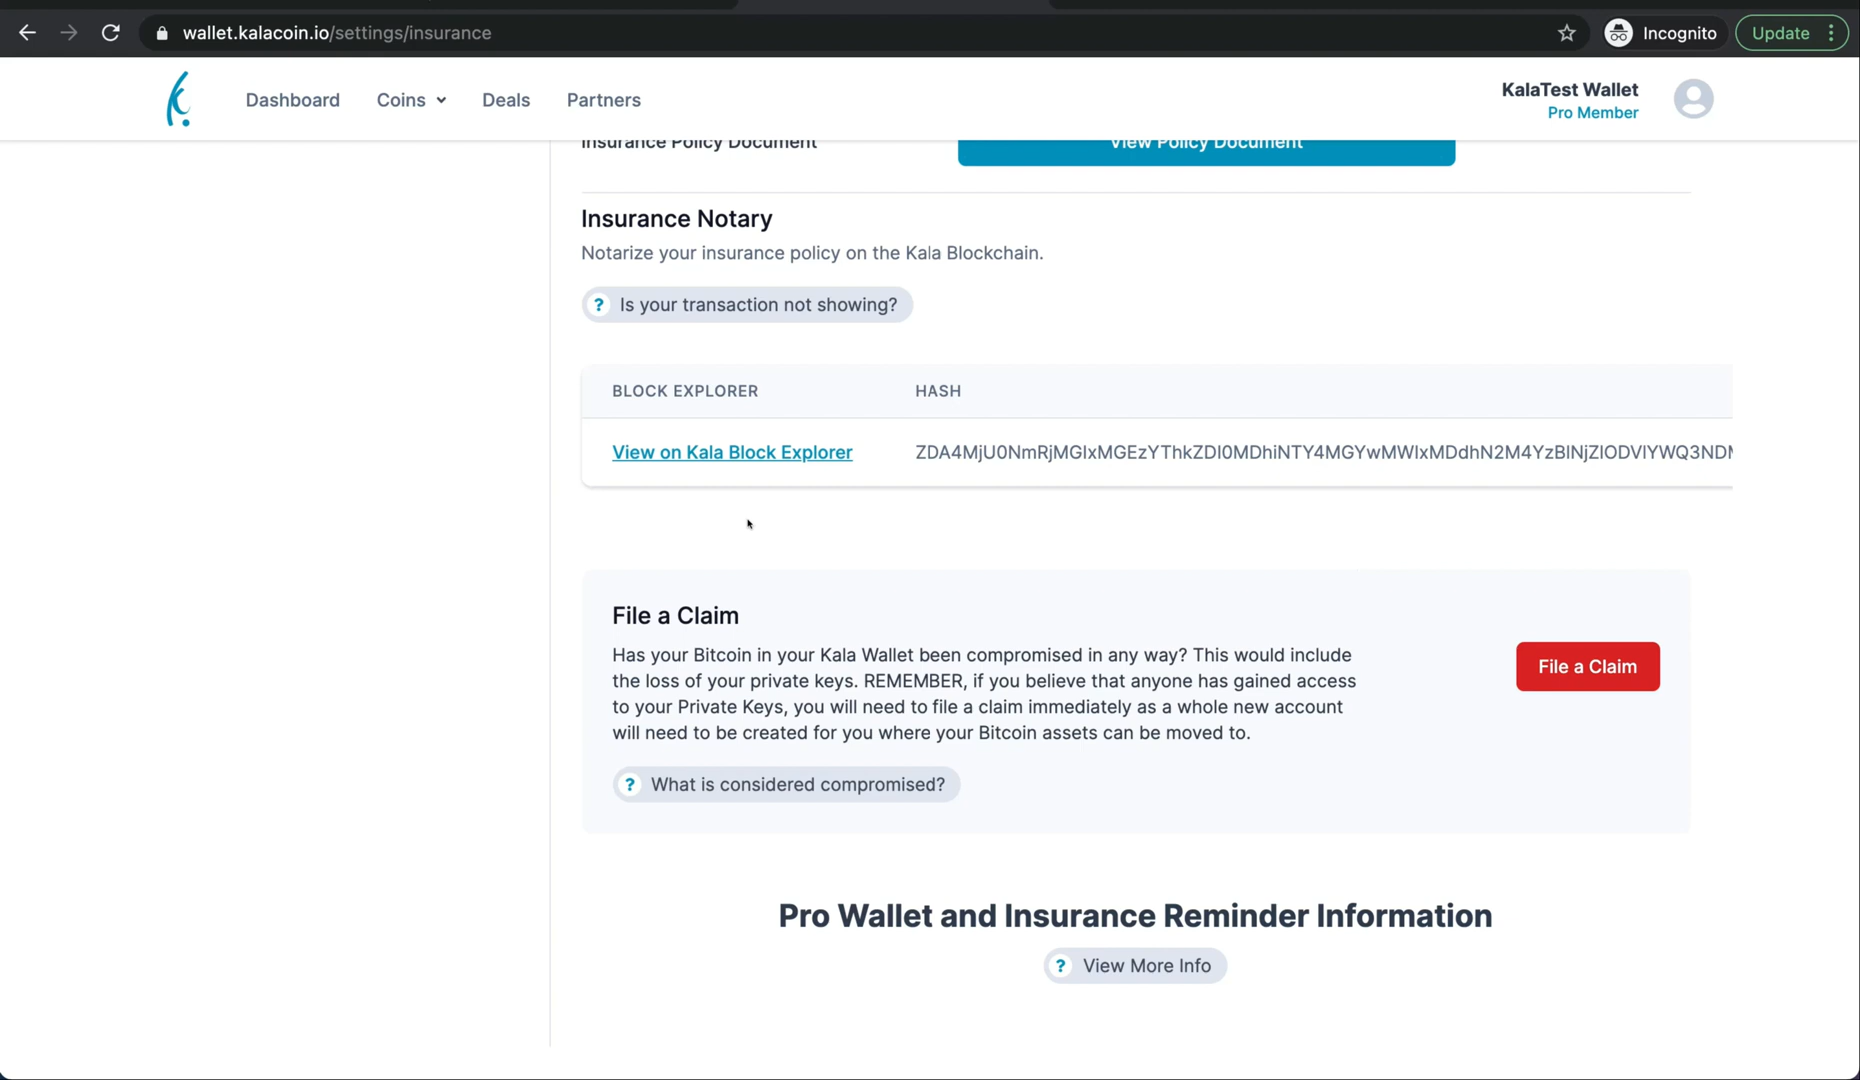 wallet.kalacoin.io/settings/insurance
Incognito
Update
Dashboard
Coins
Deals
Partners
KalaTest Wallet
Pro Member
Insurance Policy Document
View Policy Document
Insurance Notary
Notarize your insurance policy on the Kala Blockchain.
? Is your transaction not showing?
BLOCK EXPLORER
HASH
View on Kala Block Explorer
File a Claim
Has your Bitcoin in your Kala Wallet been compromised in any way? This would include
the loss of your private keys. REMEMBER, if you believe that anyone has gained access
to your Private Keys, you will need to file a claim immediately as a whole new account
will need to be created for you where your Bitcoin assets can be moved to.
File a Claim
? What is considered compromised?
Pro Wallet and Insurance Reminder Information
? View More Info